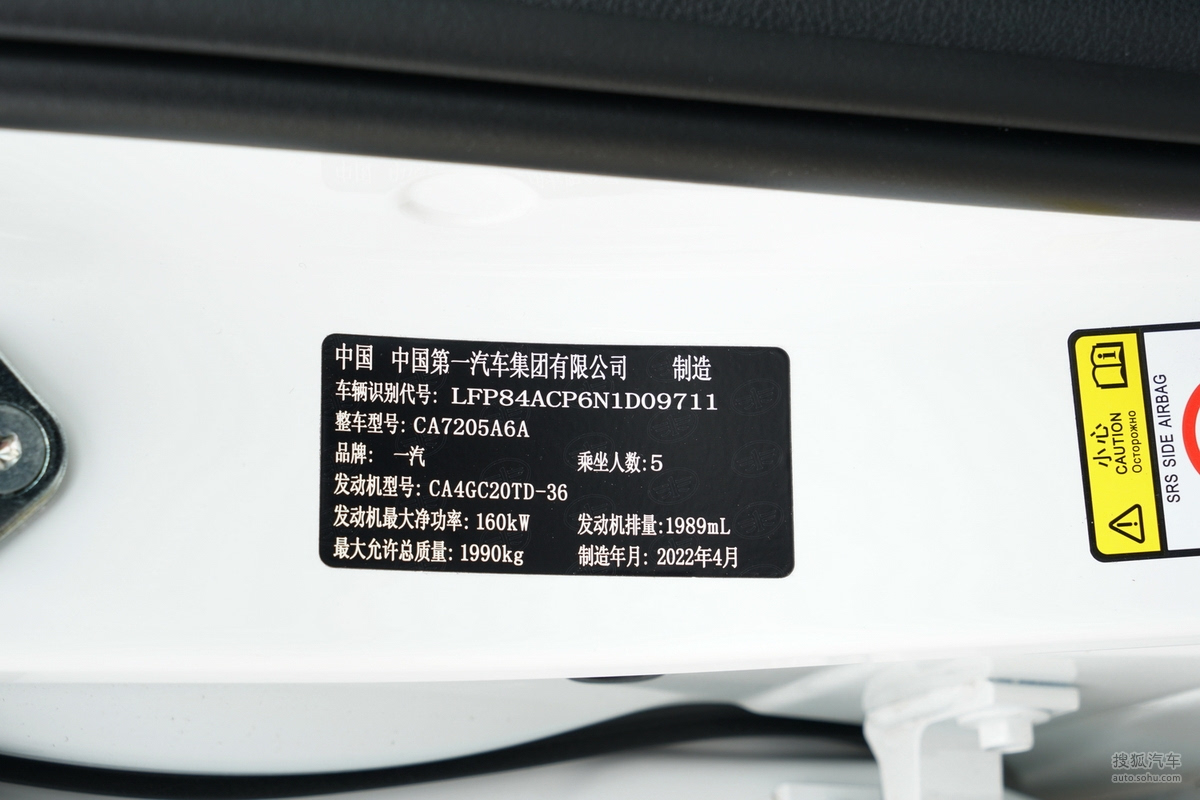 中国 中国第一汽车集团有限公司 制造
车辆识别代号: LFP84ACP6N1D09711
整车型号: CA7205A6A
品牌: 一汽 乘坐人数:5
发动机型号: CA4GC20TD-36
发动机最大净功率: 160kW 发动机排量:1989mL
最大允许总质量: 1990kg 制造年月: 2022年4月
小心
CAUTION
Осторожно
SRS SIDE AIRBAG
搜狐汽车
auto.sohu.com